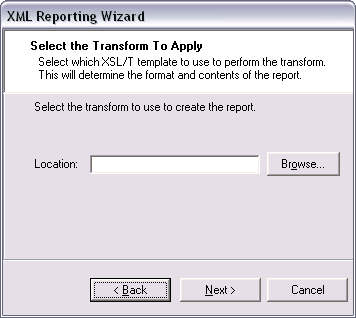 XML Reporting Wizard
Select the Transform To Apply
Select which XSL/T template to use to perform the transform.
This will determine the format and contents of the report.
Select the transform to use to create the report.
Location:
Browse...
< Back
Next >
Cancel